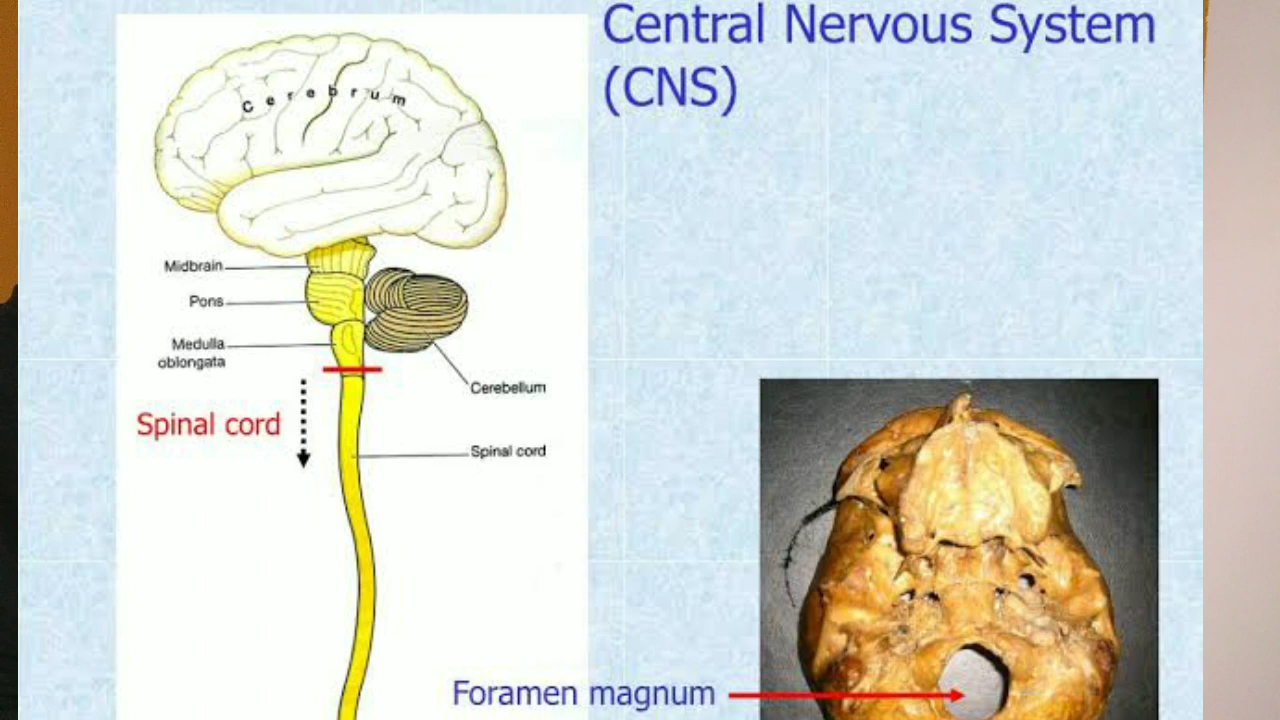 Central Nervous System
(CNS)
Cerebrum
Midbrain
Pons
Medulla
oblongata
Cerebellum
Spinal cord
Spinal cord
Foramen magnum